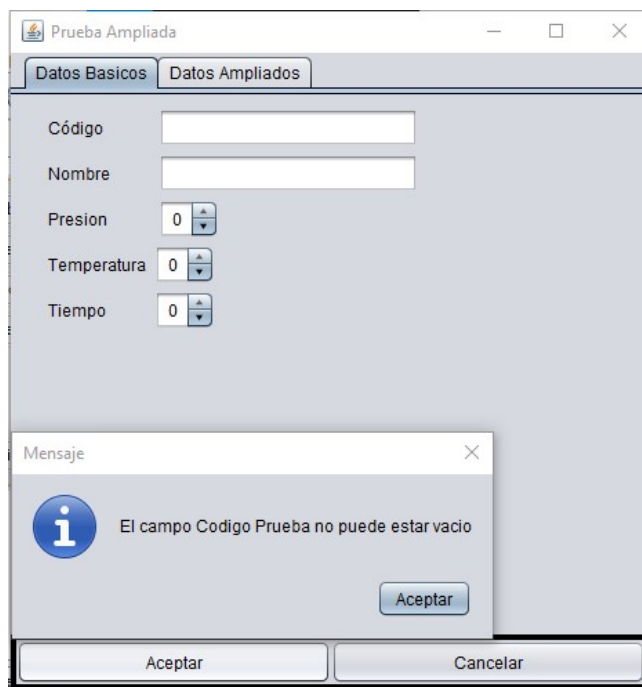 Prueba Ampliada
Datos Basicos Datos Ampliados
Código
Nombre
Presion 0
Temperatura 0
Tiempo 0
Mensaje
El campo Codigo Prueba no puede estar vacio
Aceptar
Aceptar Cancelar